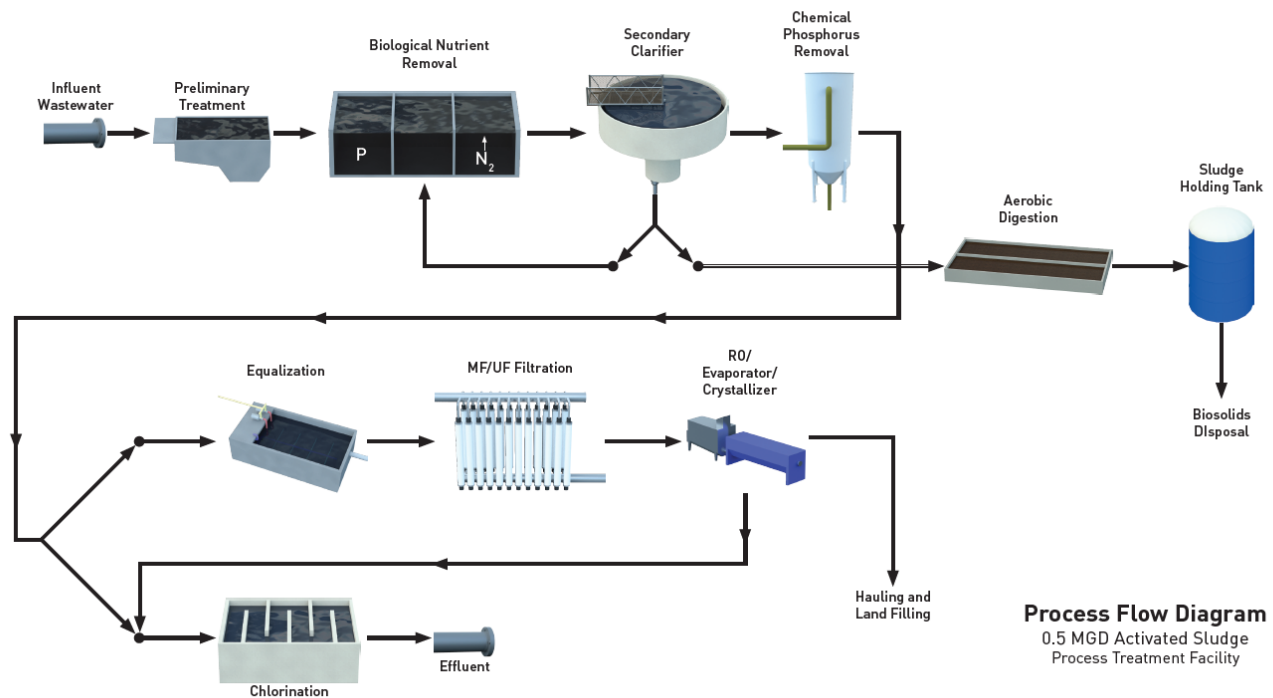 Influent
Wastewater
Preliminary
Treatment
Biological Nutrient
Removal
P
N2
Secondary
Clarifier
Chemical
Phosphorus
Removal
Aerobic
Digestion
Sludge
Holding Tank
Biosolids
DIsposal
Equalization
MF/UF Filtration
RO/
Evaporator/
Crystallizer
Hauling and
Land Filling
Chlorination
Effluent
Process Flow Diagram
0.5 MGD Activated Sludge
Process Treatment Facility